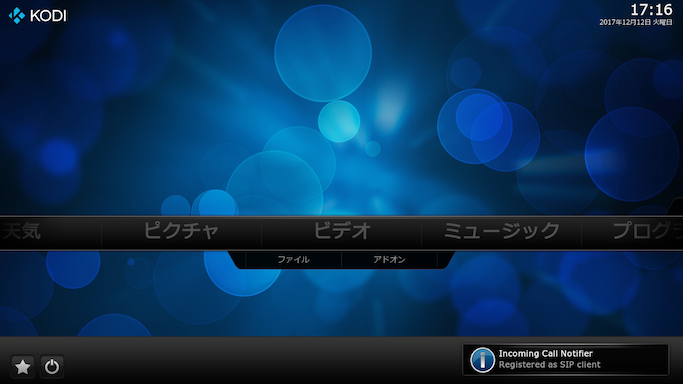 KODI
17:16
2017年12月12日 火曜日
天気
ピクチャ
ビデオ
ミュージック
プログラ
ファイル
アドオン
Incoming Call Notifier
Registered as SIP client